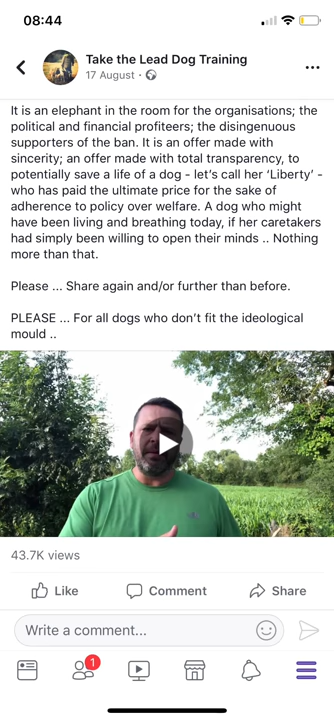 08:44
Take the Lead Dog Training
17 August ·
It is an elephant in the room for the organisations; the
political and financial profiteers; the disingenuous
supporters of the ban. It is an offer made with
sincerity; an offer made with total transparency, to
potentially save a life of a dog - let's call her 'Liberty' -
who has paid the ultimate price for the sake of
adherence to policy over welfare. A dog who might
have been living and breathing today, if her caretakers
had simply been willing to open their minds .. Nothing
more than that.
Please ... Share again and/or further than before.
PLEASE ... For all dogs who don't fit the ideological
mould ..
43.7K views
Like Comment Share
Write a comment...
1